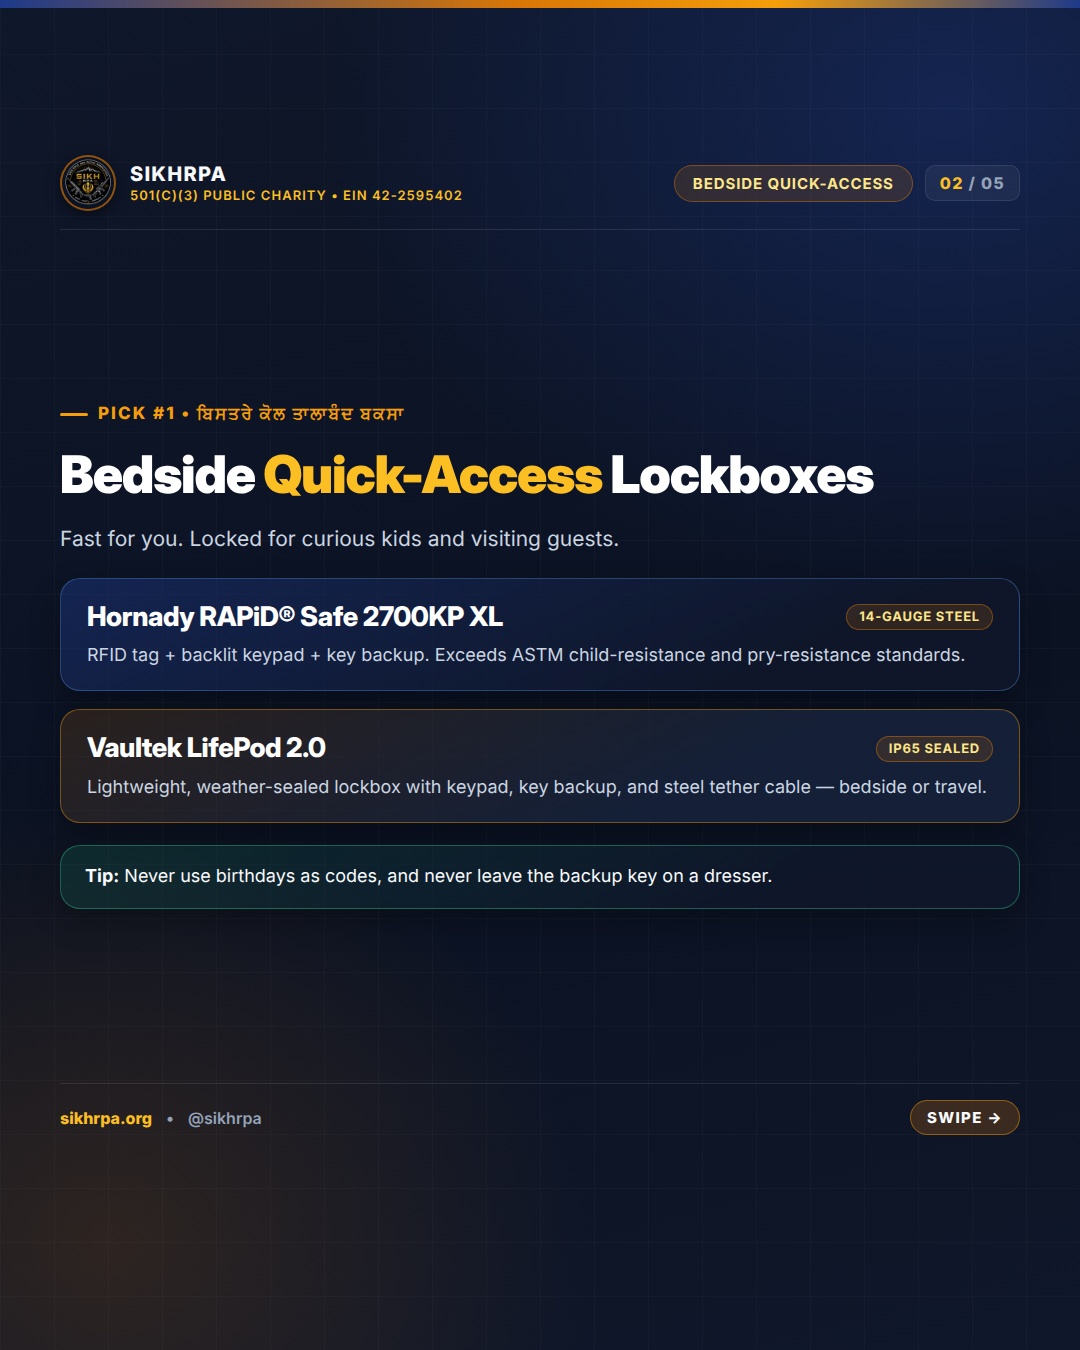 SIKH
SIKHRPA
501(C)(3) PUBLIC CHARITY • EIN 42-2595402
BEDSIDE QUICK-ACCESS
02 / 05
PICK #1 • ਬਿਸਤਰੇ ਕੋਲ ਤਾਲਾਬੰਦ ਬਕਸਾ
Bedside Quick-Access Lockboxes
Fast for you. Locked for curious kids and visiting guests.
Hornady RAPiD® Safe 2700KP XL
14-GAUGE STEEL
RFID tag + backlit keypad + key backup. Exceeds ASTM child-resistance and pry-resistance standards.
Vaultek LifePod 2.0
IP65 SEALED
Lightweight, weather-sealed lockbox with keypad, key backup, and steel tether cable — bedside or travel.
Tip: Never use birthdays as codes, and never leave the backup key on a dresser.
sikhrpa.org • @sikhrpa
SWIPE →